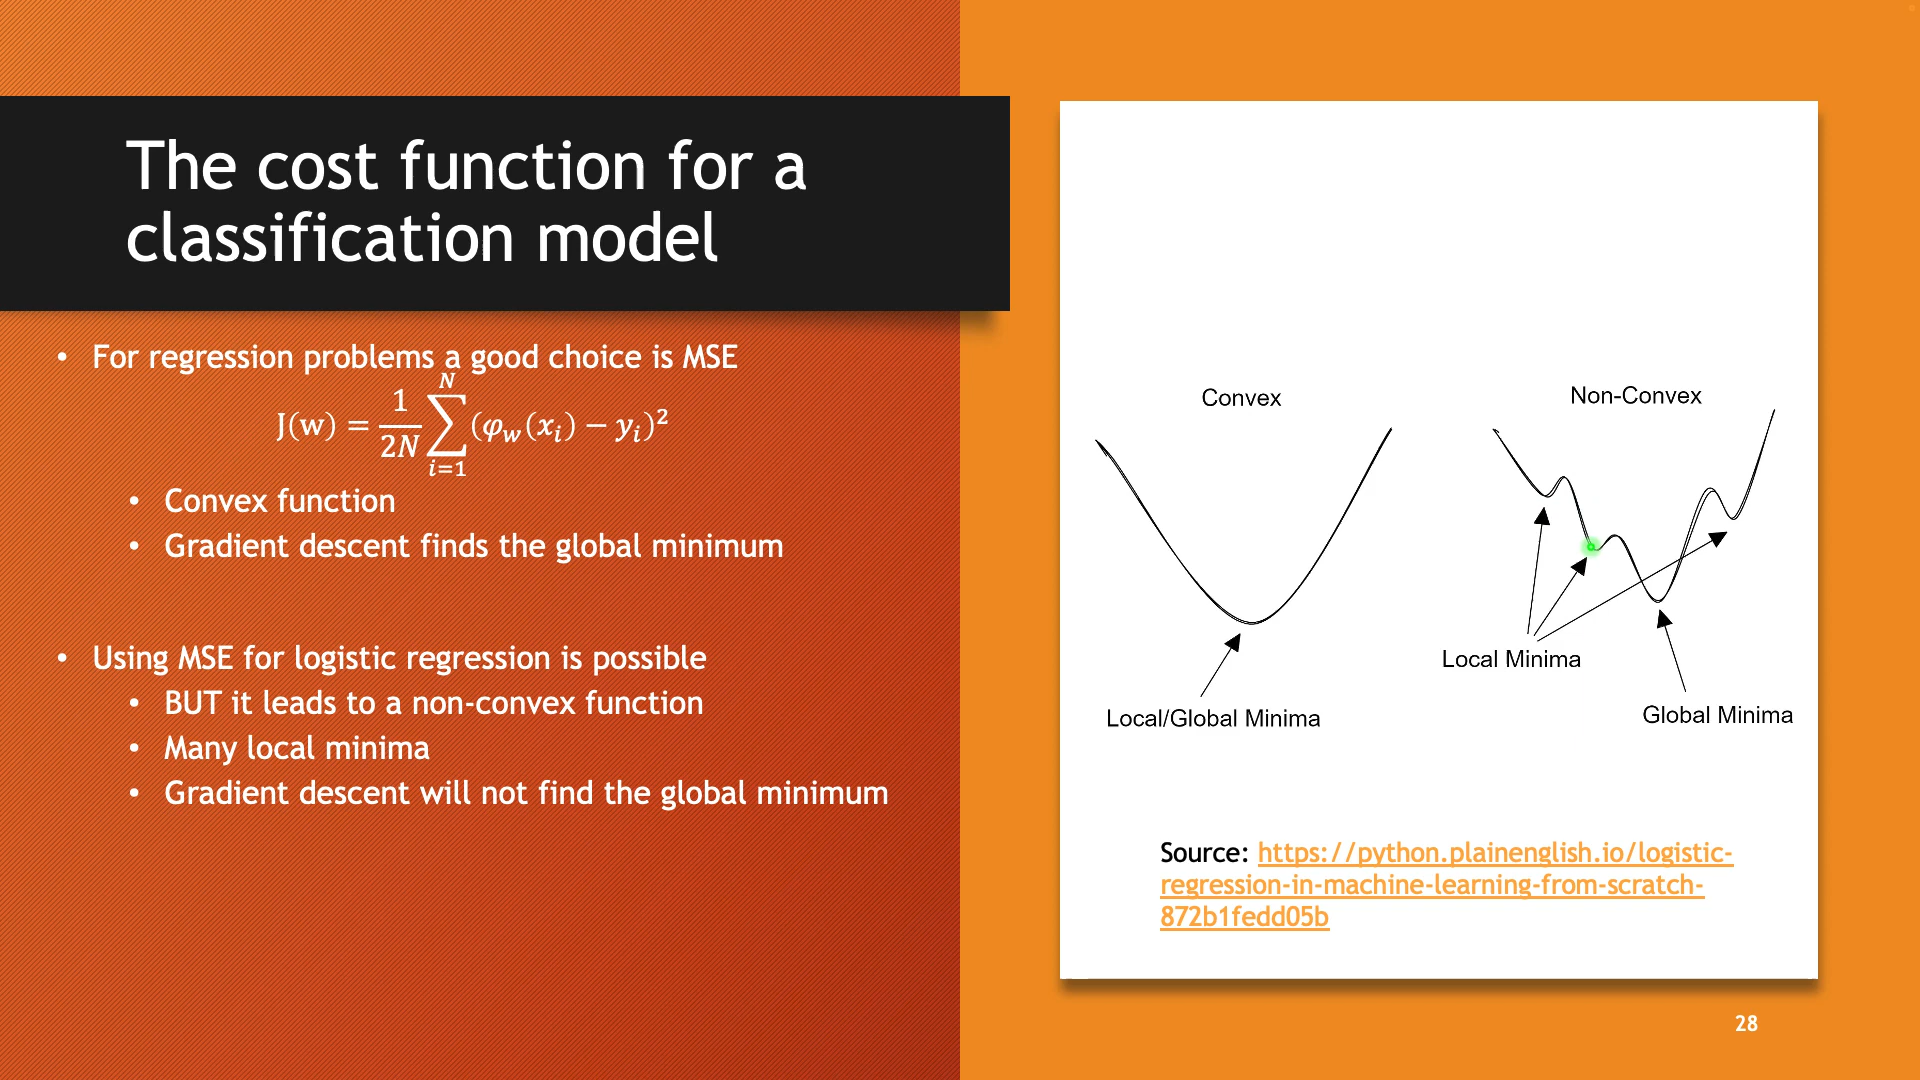 The cost function for a
classification model
• For regression problems a good choice is MSE
J(w) = \frac{1}{2N} \sum_{i=1}^{N} (φ_w(x_i) − y_i)^2
• Convex function
• Gradient descent finds the global minimum
• Using MSE for logistic regression is possible
• BUT it leads to a non-convex function
• Many local minima
• Gradient descent will not find the global minimum
Convex
Non-Convex
Local Minima
Local/Global Minima
Global Minima
Source: https://python.plainenglish.io/logistic-
regression-in-machine-learning-from-scratch-
872b1fedd05b
28